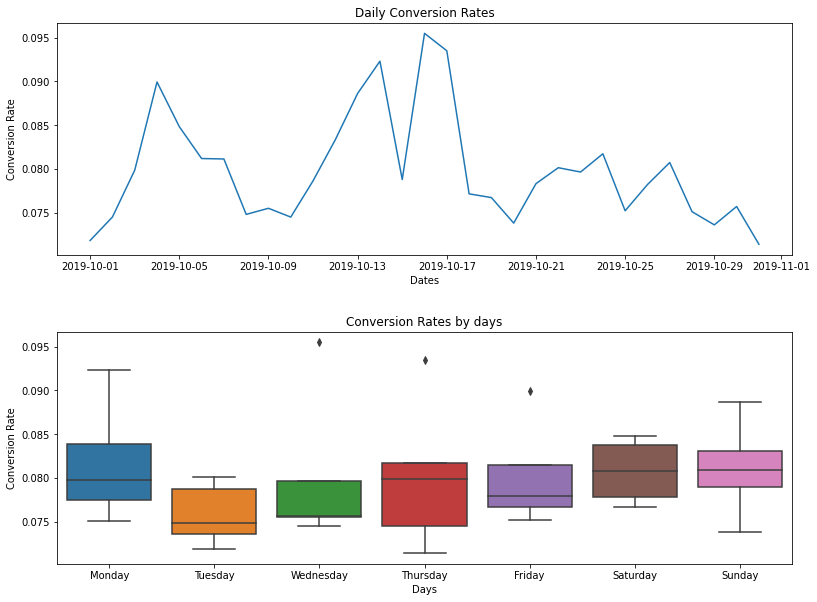 Daily Conversion Rates
0.095
0.090
0.085
0.080
0.075
Conversion Rate
2019-10-01 2019-10-05 2019-10-09 2019-10-13 2019-10-17 2019-10-21 2019-10-25 2019-10-29 2019-11-01
Dates
Conversion Rates by days
0.095
0.090
0.085
0.080
0.075
Conversion Rate
Monday Tuesday Wednesday Thursday Friday Saturday Sunday
Days